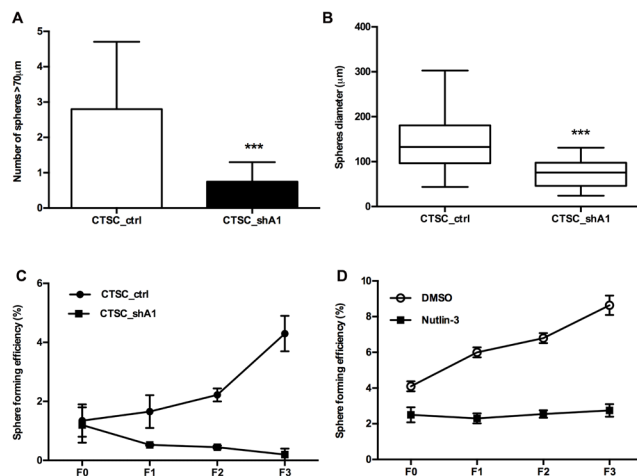 A
Number of spheres >70µm
5
4
3
2
1
0
***
CTSC_ctrl
CTSC_shA1
B
Spheres diameter (µm)
400
300
200
100
0
***
CTSC_ctrl
CTSC_shA1
C
Sphere forming efficiency (%)
6
4
2
0
CTSC_ctrl
CTSC_shA1
F0
F1
F2
F3
D
Sphere forming efficiency (%)
10
8
6
4
2
0
DMSO
Nutlin-3
F0
F1
F2
F3